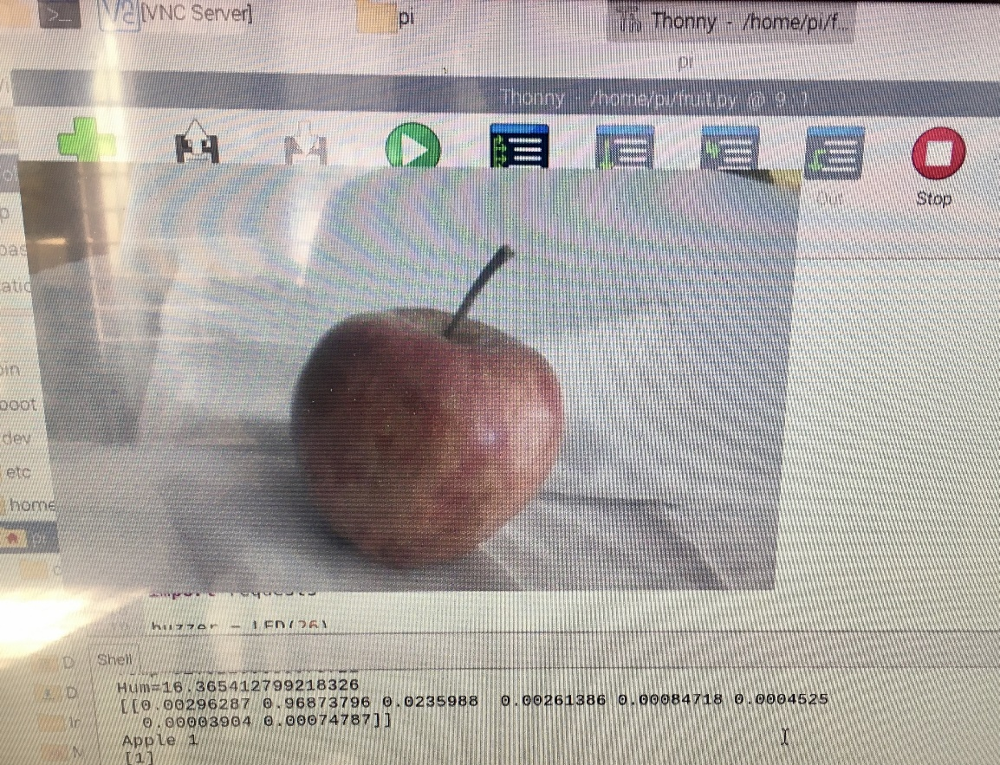 [VNC Server]
pi
Thonny - /home/pi/f...
pi
Thonny - /home/pi/fruit.py @ 9 : 1
Out
Stop
bin
boot
dev
etc
home
pi
import requests
buzzer = LED(26)
Shell
Hum=16.365412799218326
[[0.00296287 0.96873796 0.0235988 0.00261386 0.00084718 0.0004525
0.00003904 0.00074787]]
Apple 1
[1]